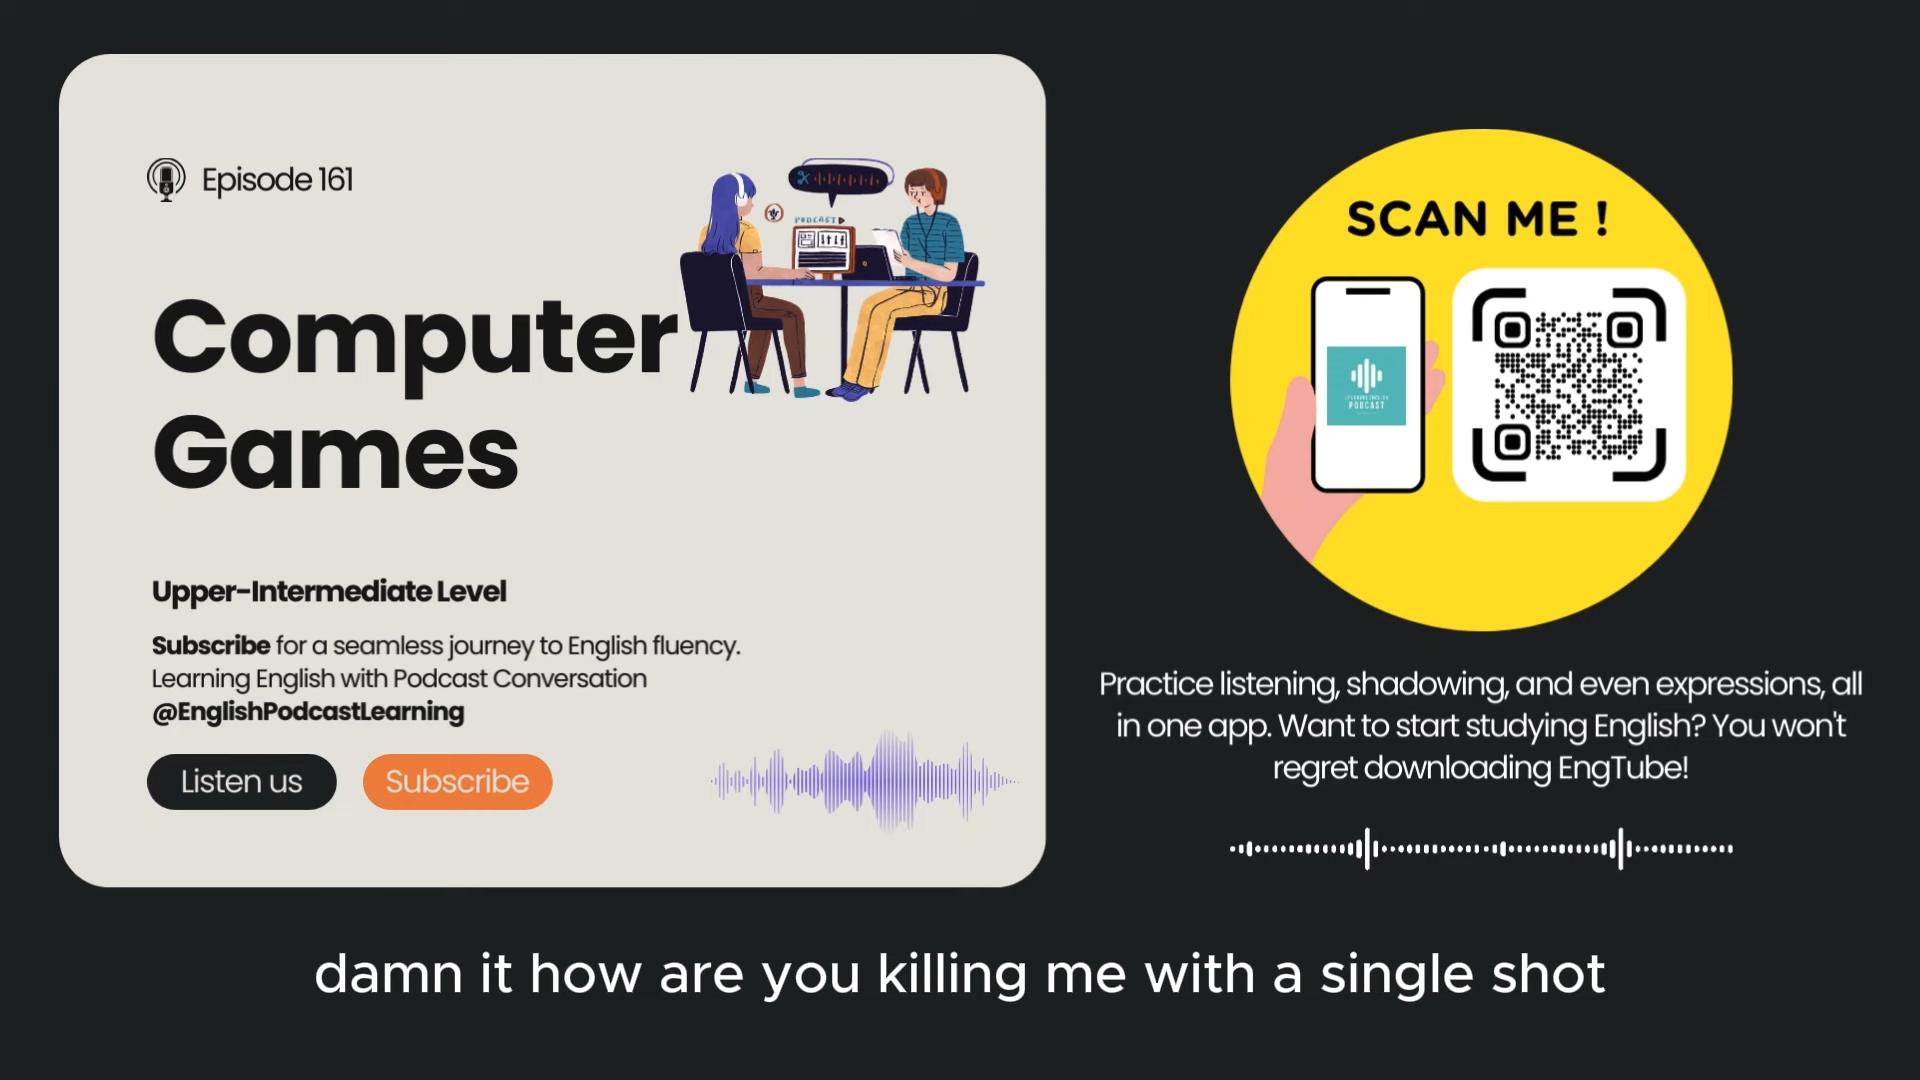 Episode 161
PODCAST
Computer
Games
Upper-Intermediate Level
Subscribe for a seamless journey to English fluency.
Learning English with Podcast Conversation
@EnglishPodcastLearning
Listen us
Subscribe
SCAN ME !
PODCAST
Practice listening, shadowing, and even expressions, all
in one app. Want to start studying English? You won't
regret downloading EngTube!
damn it how are you killing me with a single shot